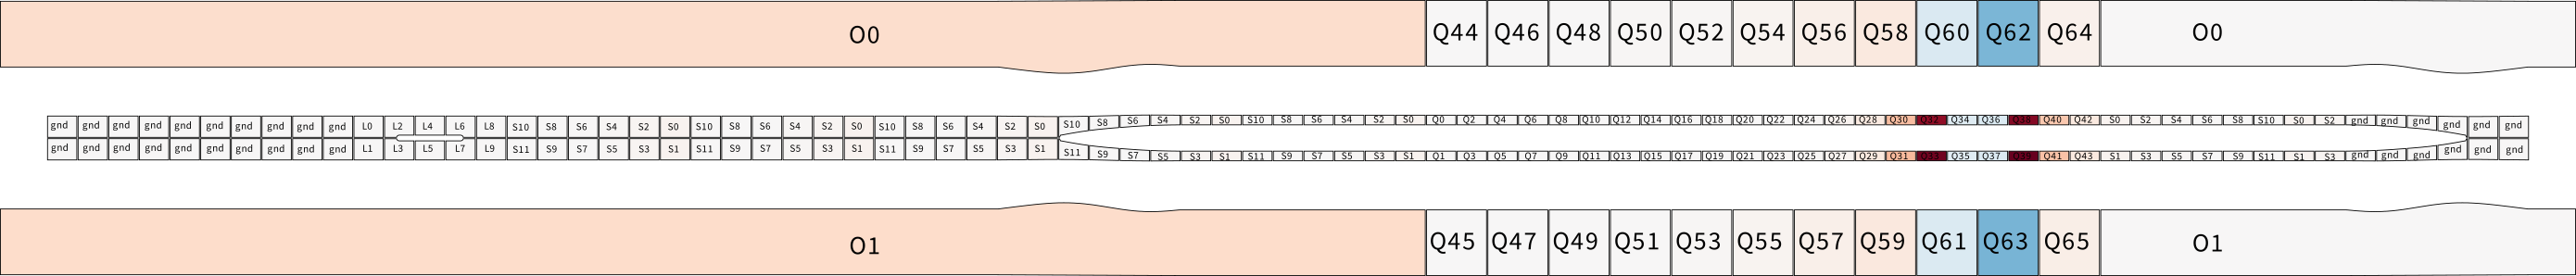 O0 Q44 Q46 Q48 Q50 Q52 Q54 Q56 Q58 Q60 Q62 Q64 O0
gnd gnd gnd gnd gnd gnd gnd gnd gnd gnd L0 L2 L4 L6 L8 S10 S8 S6 S4 S2 S0 S10 S8 S6 S4 S2 S0 S10 S8 S6 S4 S2 S0 S10 S8 S6 S4 S2 S0 S10 S8 S6 S4 S2 S0 Q0 Q2 Q4 Q6 Q8 Q10 Q12 Q14 Q16 Q18 Q20 Q22 Q24 Q26 Q28 Q30 Q32 Q34 Q36 Q38 Q40 Q42 S0 S2 S4 S6 S8 S10 S0 S2 gnd gnd gnd gnd gnd gnd
gnd gnd gnd gnd gnd gnd gnd gnd gnd gnd L1 L3 L5 L7 L9 S11 S9 S7 S5 S3 S1 S11 S9 S7 S5 S3 S1 S11 S9 S7 S5 S3 S1 S11 S9 S7 S5 S3 S1 S11 S9 S7 S5 S3 S1 Q1 Q3 Q5 Q7 Q9 Q11 Q13 Q15 Q17 Q19 Q21 Q23 Q25 Q27 Q29 Q31 Q33 Q35 Q37 Q39 Q41 Q43 S1 S3 S5 S7 S9 S11 S1 S3 gnd gnd gnd gnd gnd gnd
O1 Q45 Q47 Q49 Q51 Q53 Q55 Q57 Q59 Q61 Q63 Q65 O1